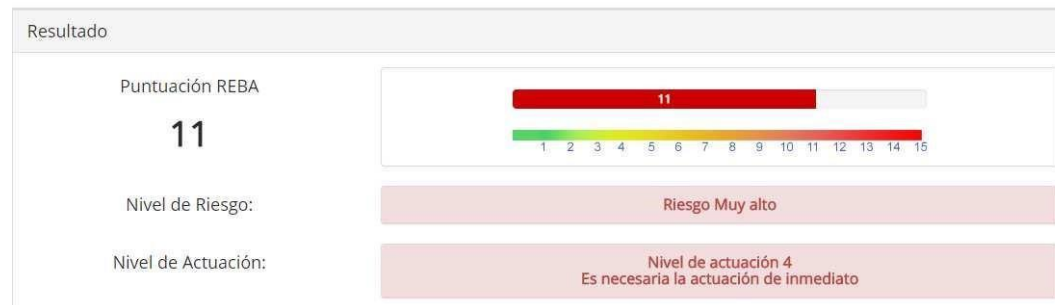 Resultado
Puntuación REBA
11
11
1 2 3 4 5 6 7 8 9 10 11 12 13 14 15
Nivel de Riesgo:
Riesgo Muy alto
Nivel de Actuación:
Nivel de actuación 4
Es necesaria la actuación de inmediato